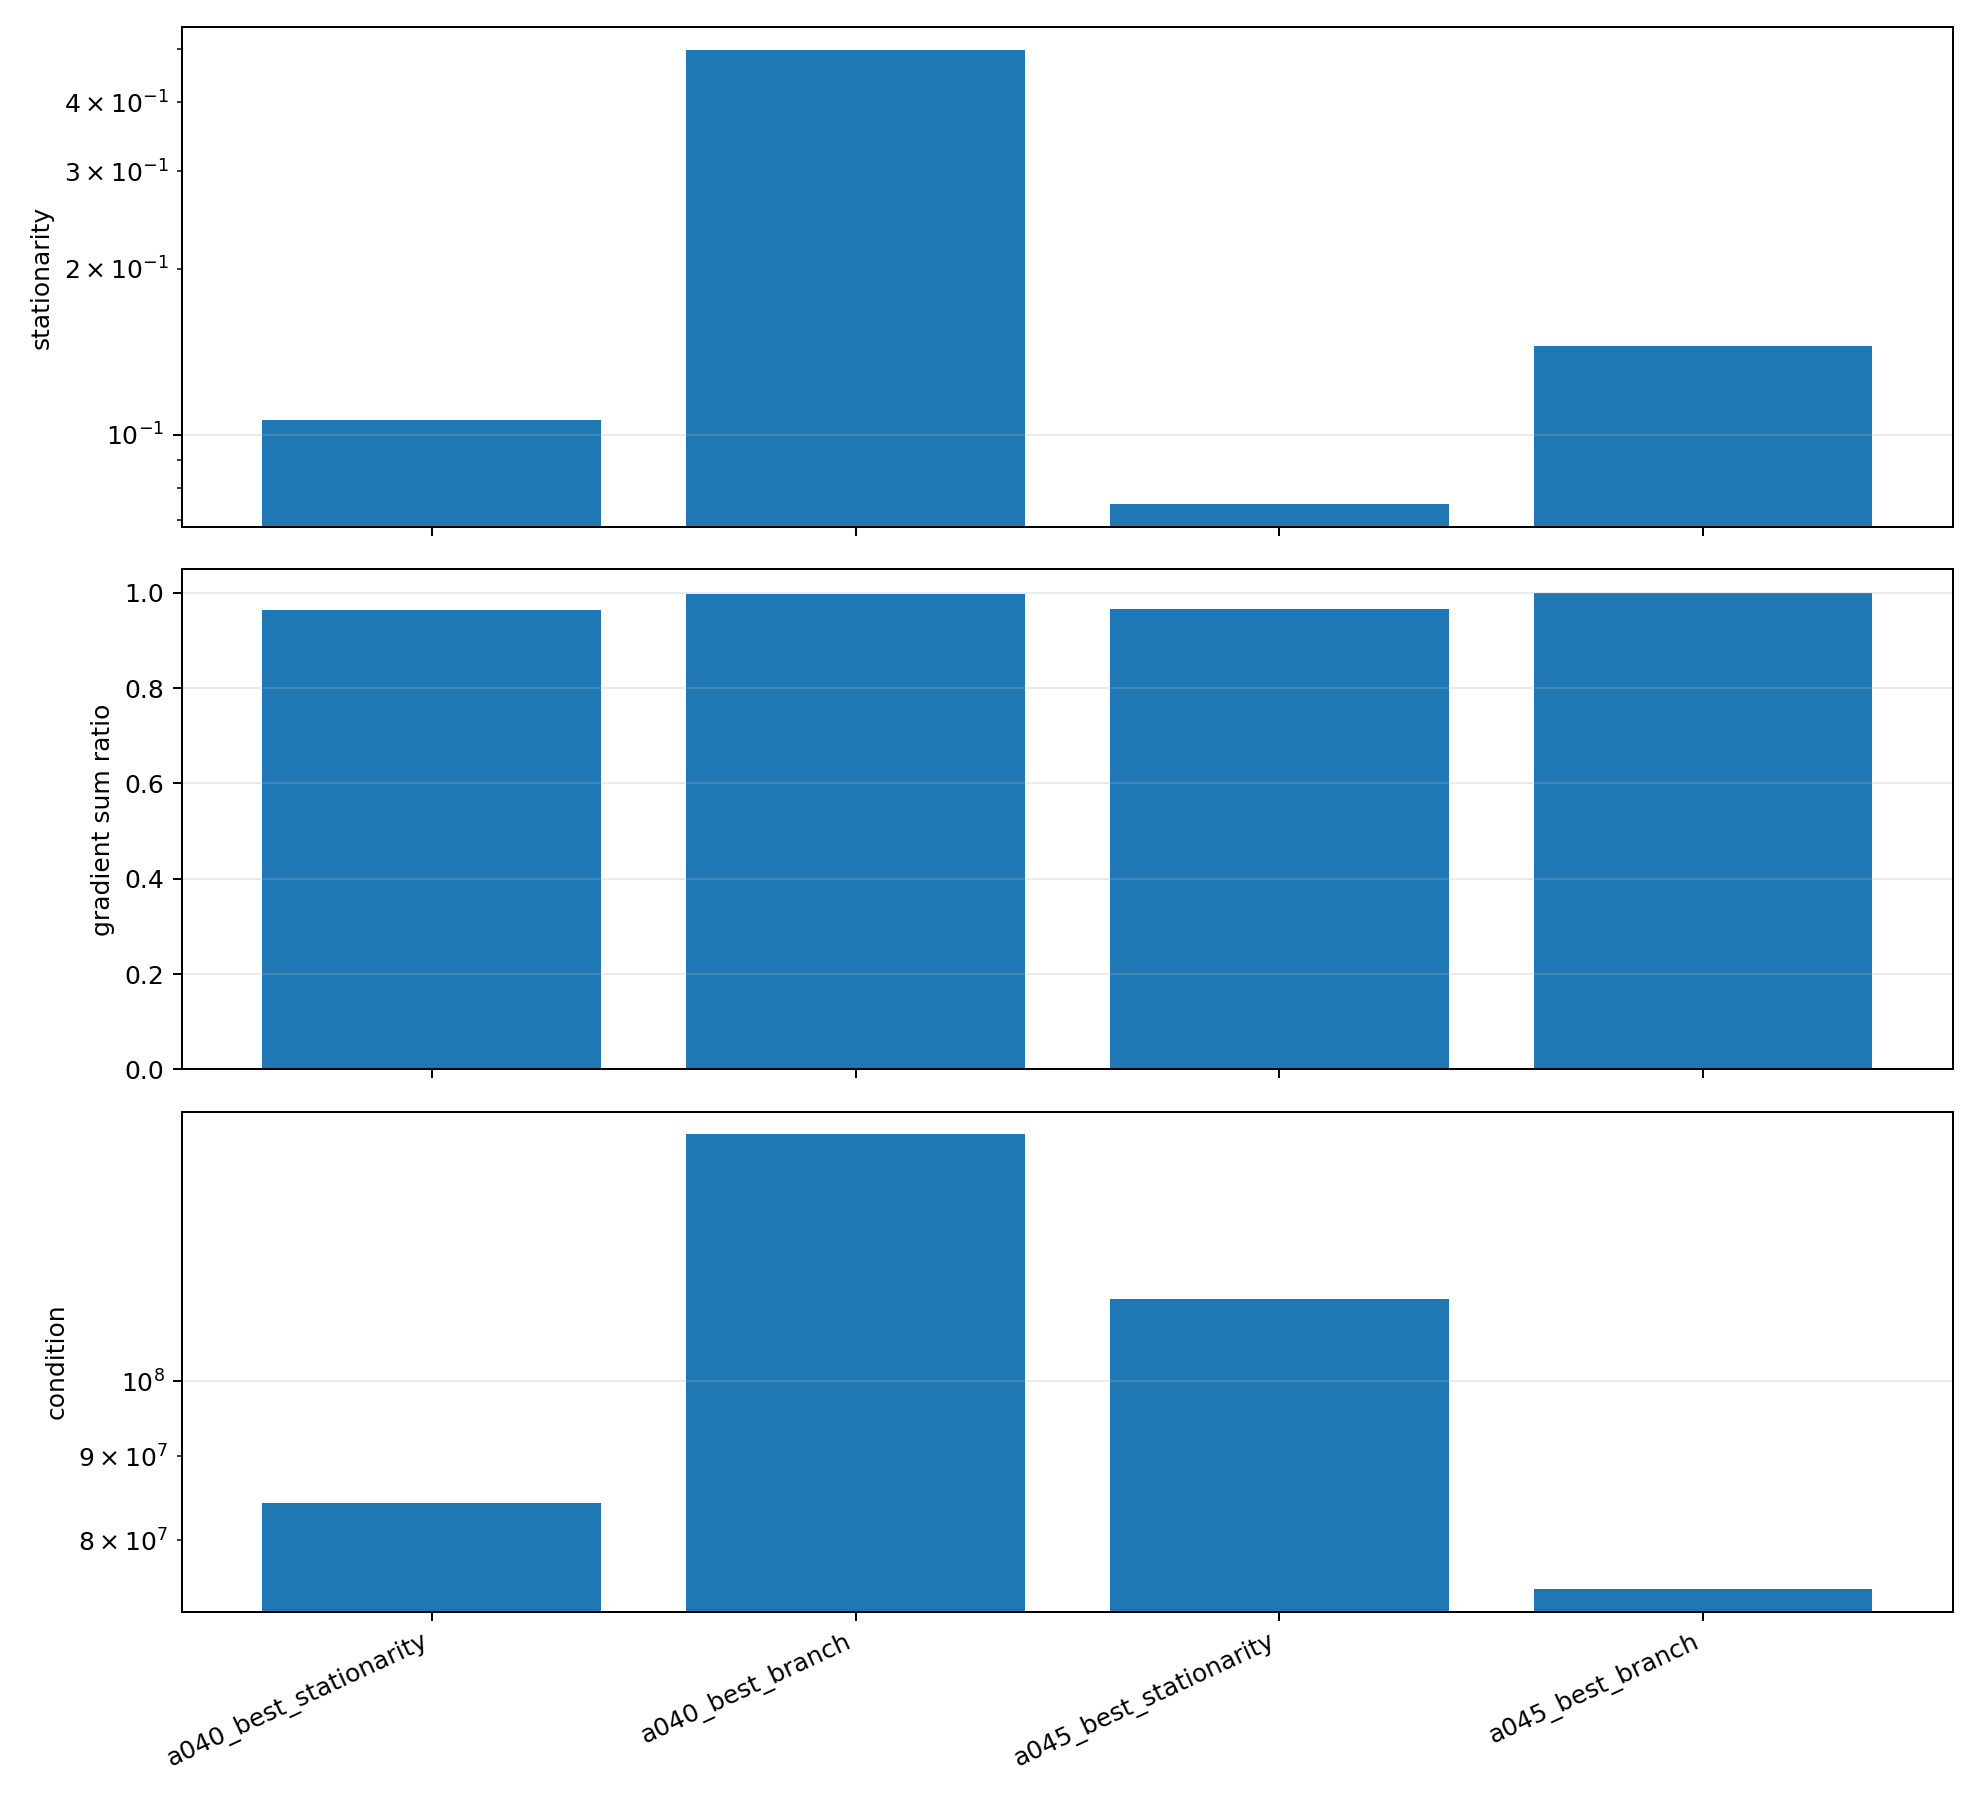 stationarity
4 × 10⁻¹
3 × 10⁻¹
2 × 10⁻¹
10⁻¹
gradient sum ratio
1.0
0.8
0.6
0.4
0.2
0.0
condition
10⁸
9 × 10⁷
8 × 10⁷
a040_best_stationarity
a040_best_branch
a045_best_stationarity
a045_best_branch